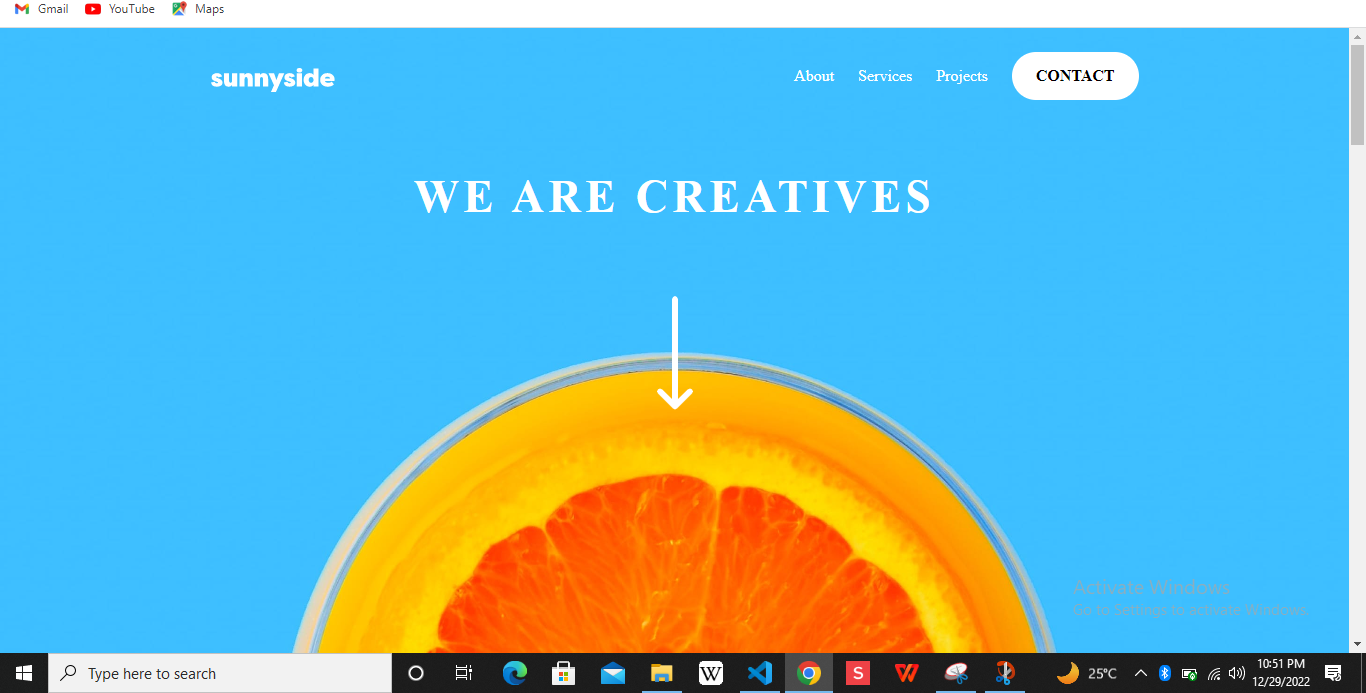 Gmail YouTube Maps
sunnyside About Services Projects CONTACT
WE ARE CREATIVES
Activate Windows
Go to Settings to activate Windows.
Type here to search W S W 25°C 10:51 PM
12/29/2022